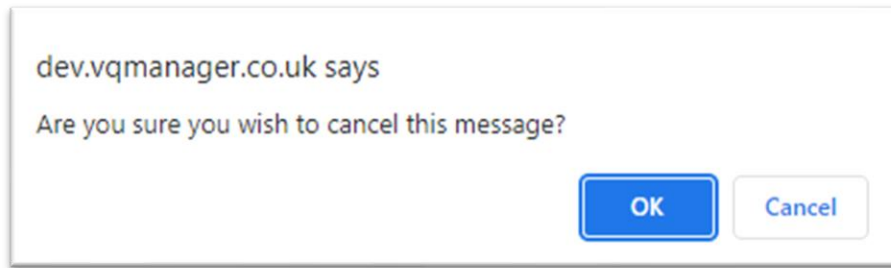 dev.vqmanager.co.uk says
Are you sure you wish to cancel this message?
OK Cancel